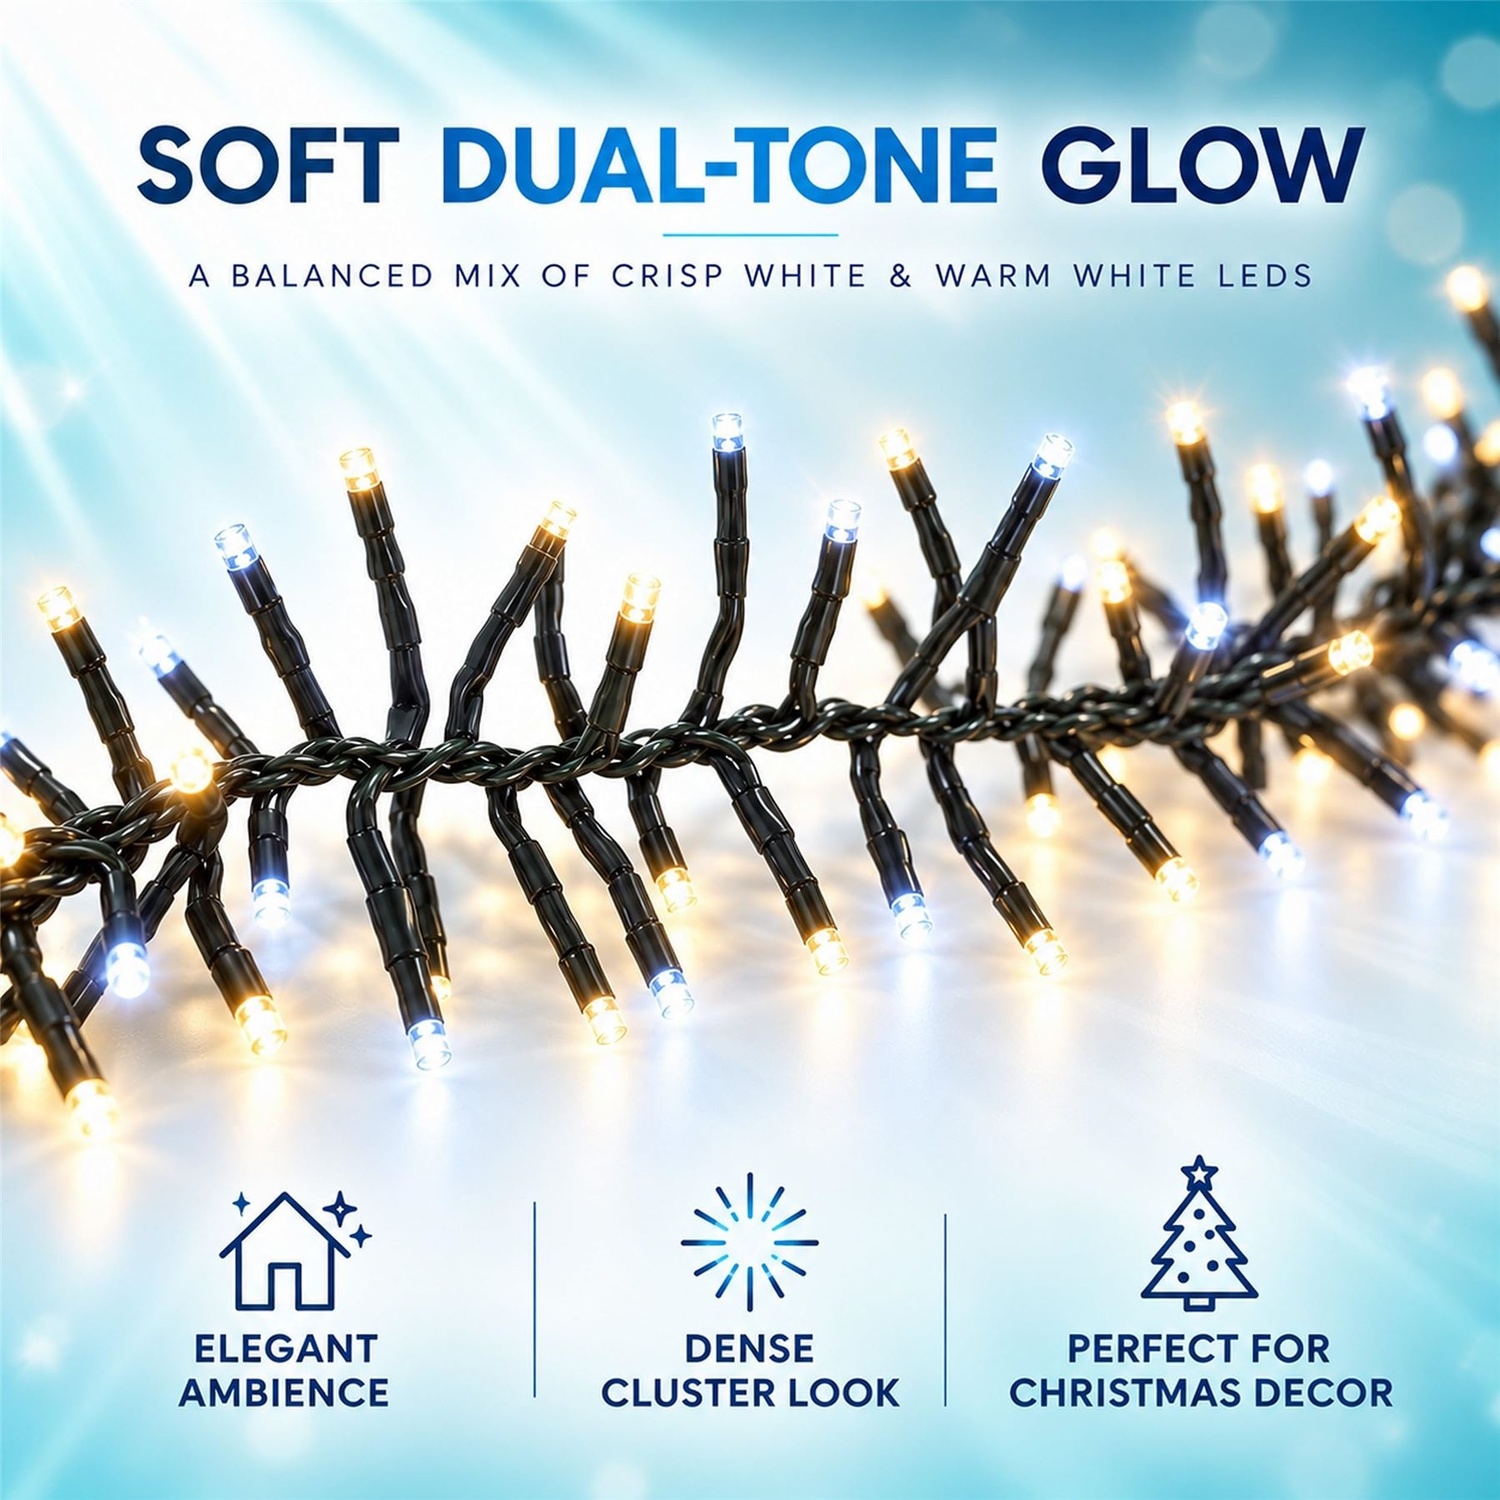 SOFT DUAL-TONE GLOW
A BALANCED MIX OF CRISP WHITE & WARM WHITE LEDS
ELEGANT
AMBIENCE
DENSE
CLUSTER LOOK
PERFECT FOR
CHRISTMAS DECOR